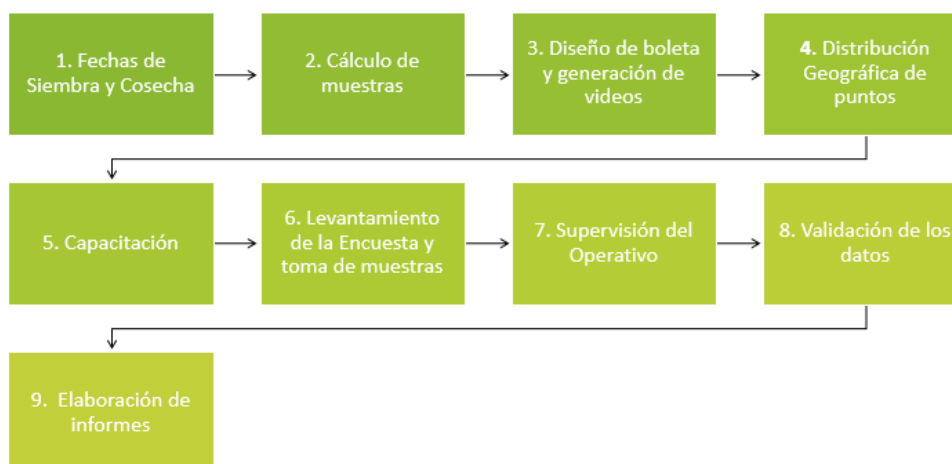 1. Fechas de
Siembra y Cosecha
2. Cálculo de
muestras
3. Diseño de boleta
y generación de
videos
4. Distribución
Geográfica de
puntos
5. Capacitación
6. Levantamiento
de la Encuesta y
toma de muestras
7. Supervisión del
Operativo
8. Validación de los
datos
9. Elaboración de
informes